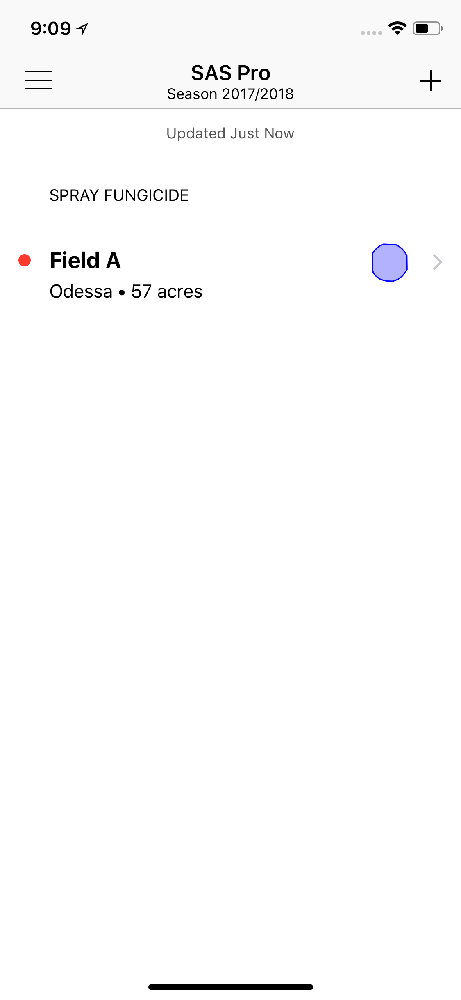 9:09
SAS Pro
Season 2017/2018
Updated Just Now
SPRAY FUNGICIDE
Field A
Odessa • 57 acres